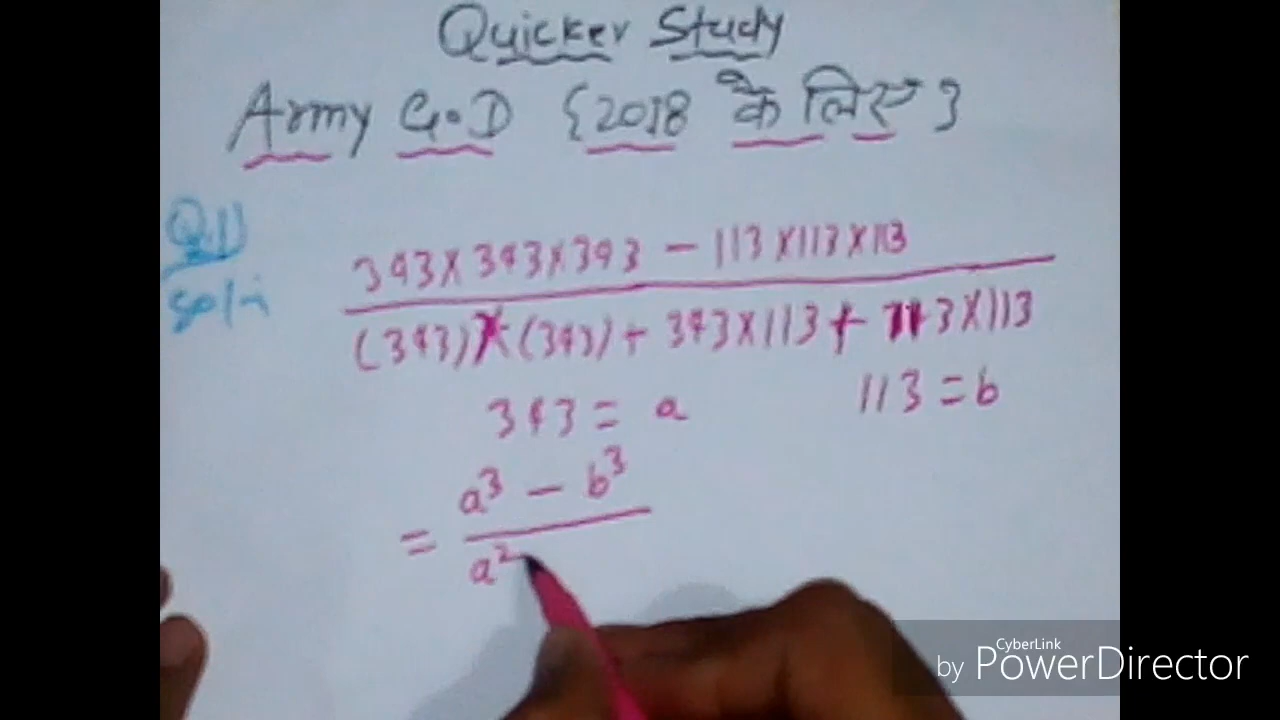 Quicker Study
Army G.D {2018 के लिए}
Q.1)
343×343×343 − 113×113×113
Soln
(343)×(343) + 343×113 + 113×113
343 = a 113 = b
a³ − b³
=
a²
CyberLink
by PowerDirector